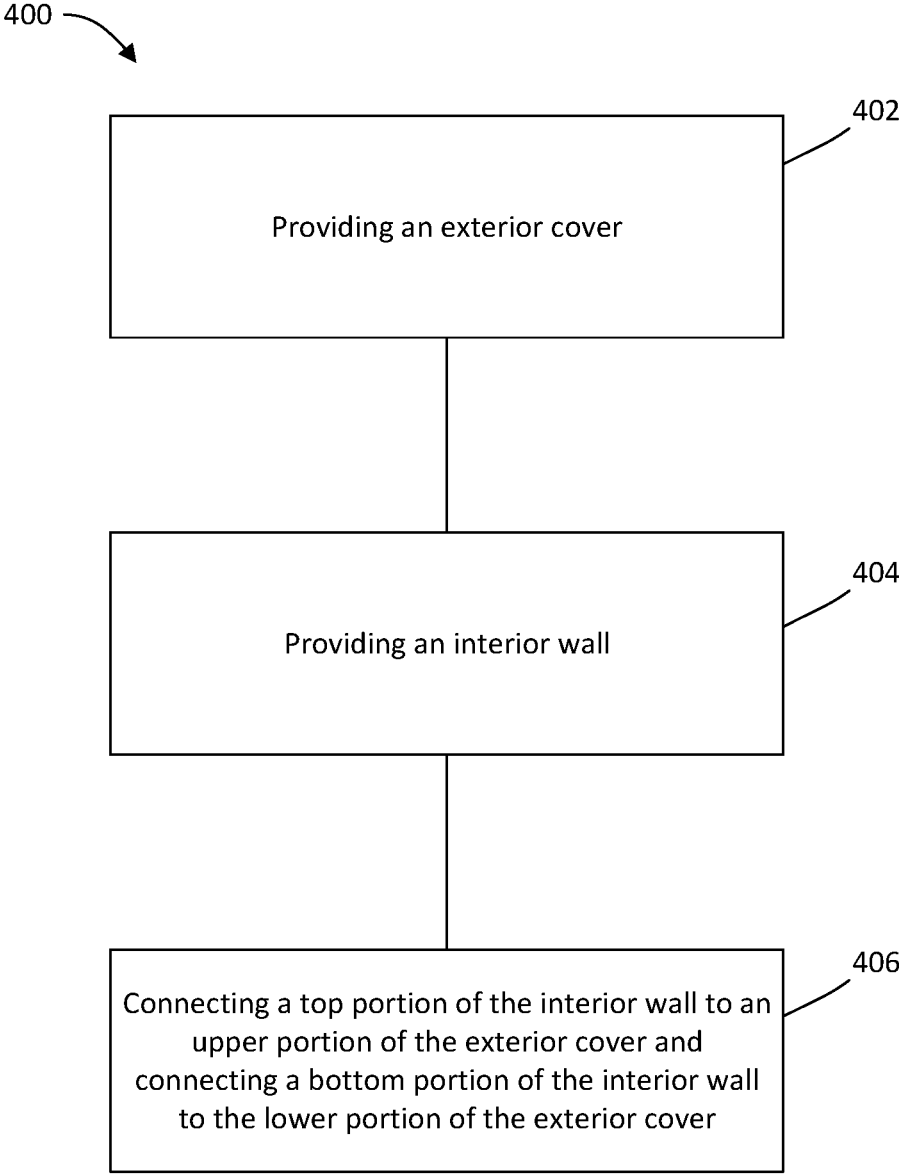 400
402
Providing an exterior cover
404
Providing an interior wall
406
Connecting a top portion of the interior wall to an
upper portion of the exterior cover and
connecting a bottom portion of the interior wall
to the lower portion of the exterior cover